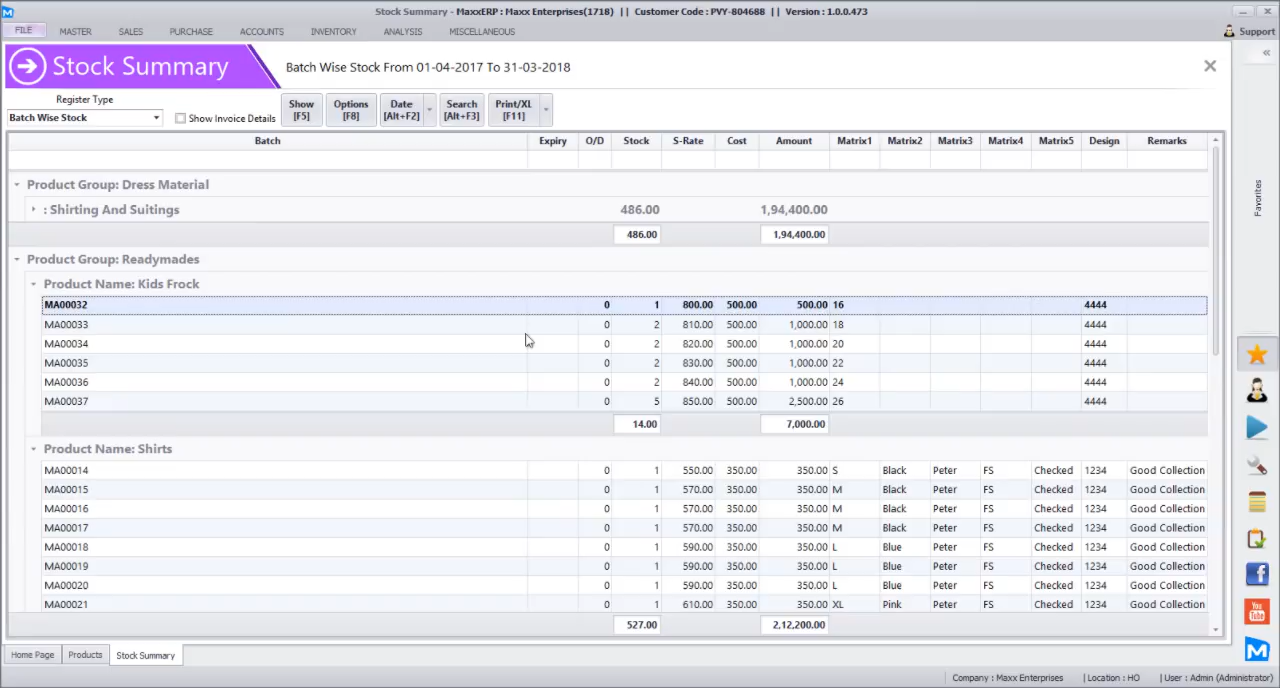 Stock Summary - MaxxERP : Maxx Enterprises(1718) || Customer Code : PVY-804688 || Version : 1.0.0.473
FILE MASTER SALES PURCHASE ACCOUNTS INVENTORY ANALYSIS MISCELLANEOUS Support
Stock Summary Batch Wise Stock From 01-04-2017 To 31-03-2018
Register Type
Batch Wise Stock Show Invoice Details Show [F5] Options [F8] Date [Alt+F2] Search [Alt+F3] Print/XL [F11]
Batch Expiry O/D Stock S-Rate Cost Amount Matrix1 Matrix2 Matrix3 Matrix4 Matrix5 Design Remarks
Favorites
Product Group: Dress Material
: Shirting And Suitings 486.00 1,94,400.00
486.00 1,94,400.00
Product Group: Readymades
Product Name: Kids Frock
MA00032 0 1 800.00 500.00 500.00 16 4444
MA00033 0 2 810.00 500.00 1,000.00 18 4444
MA00034 0 2 820.00 500.00 1,000.00 20 4444
MA00035 0 2 830.00 500.00 1,000.00 22 4444
MA00036 0 2 840.00 500.00 1,000.00 24 4444
MA00037 0 5 850.00 500.00 2,500.00 26 4444
14.00 7,000.00
Product Name: Shirts
MA00014 0 1 550.00 350.00 350.00 S Black Peter FS Checked 1234 Good Collection
MA00015 0 1 570.00 350.00 350.00 M Black Peter FS Checked 1234 Good Collection
MA00016 0 1 570.00 350.00 350.00 M Black Peter FS Checked 1234 Good Collection
MA00017 0 1 570.00 350.00 350.00 M Black Peter FS Checked 1234 Good Collection
MA00018 0 1 590.00 350.00 350.00 L Blue Peter FS Checked 1234 Good Collection
MA00019 0 1 590.00 350.00 350.00 L Blue Peter FS Checked 1234 Good Collection
MA00020 0 1 590.00 350.00 350.00 L Blue Peter FS Checked 1234 Good Collection
MA00021 0 1 610.00 350.00 350.00 XL Pink Peter FS Checked 1234 Good Collection
527.00 2,12,200.00
You Tube
Home Page Products Stock Summary
Company : Maxx Enterprises | Location : HO | User : Admin (Administrator)